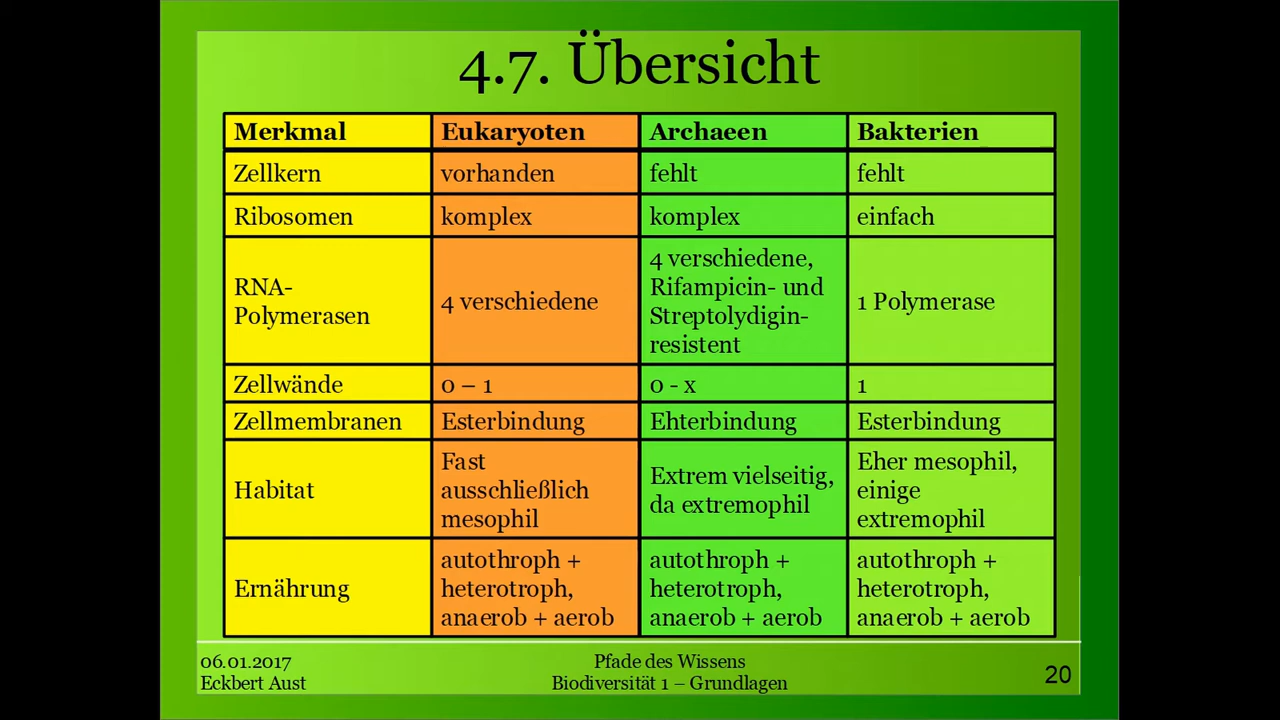 4.7. Übersicht
Merkmal
Eukaryoten
Archaeen
Bakterien
Zellkern
vorhanden
fehlt
fehlt
Ribosomen
komplex
komplex
einfach
RNA-
Polymerasen
4 verschiedene
4 verschiedene,
Rifampicin- und
Streptolydigin-
resistent
1 Polymerase
Zellwände
0 – 1
0 - x
1
Zellmembranen
Esterbindung
Ehterbindung
Esterbindung
Habitat
Fast
ausschließlich
mesophil
Extrem vielseitig,
da extremophil
Eher mesophil,
einige
extremophil
Ernährung
autothroph +
heterotroph,
anaerob + aerob
autothroph +
heterotroph,
anaerob + aerob
autothroph +
heterotroph,
anaerob + aerob
06.01.2017
Eckbert Aust
Pfade des Wissens
Biodiversität 1 – Grundlagen
20